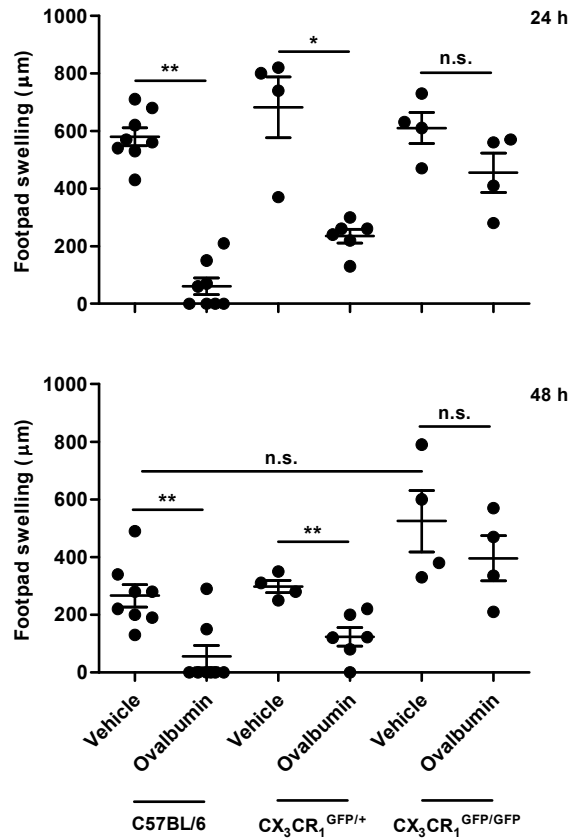 24 h
1000
800
600
400
200
0
Footpad swelling (μm)
**
*
n.s.
48 h
1000
800
600
400
200
0
Footpad swelling (μm)
n.s.
**
**
n.s.
Vehicle
Ovalbumin
Vehicle
Ovalbumin
Vehicle
Ovalbumin
C57BL/6
CX₃CR₁ᴳᶠᴾ/⁺
CX₃CR₁ᴳᶠᴾ/ᴳᶠᴾ